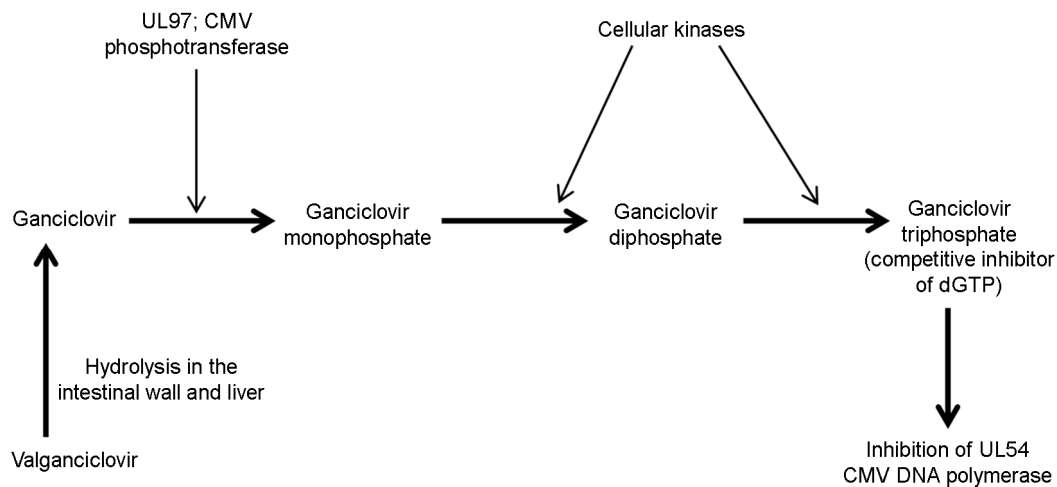 UL97; CMV
phosphotransferase
Cellular kinases
Ganciclovir
Ganciclovir
monophosphate
Ganciclovir
diphosphate
Ganciclovir
triphosphate
(competitive inhibitor
of dGTP)
Hydrolysis in the
intestinal wall and liver
Valganciclovir
Inhibition of UL54
CMV DNA polymerase